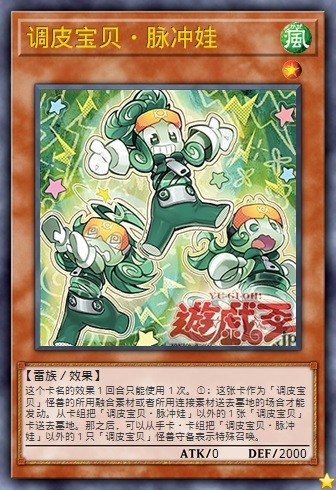 调皮宝贝・脉冲娃
風
YU-GI-OH!
遊戯王
【雷族／效果】
这个卡名的效果1回合只能使用1次。①：这张卡作为「调皮宝
贝」怪兽的所用融合素材或者所用连接素材送去墓地的场合才能
发动。从卡组把「调皮宝贝・脉冲娃」以外的1张「调皮宝贝」
卡送去墓地。那之后，可以从手卡・卡组把「调皮宝贝・脉冲
娃」以外的1只「调皮宝贝」怪兽守备表示特殊召唤。
ATK/0 DEF/2000